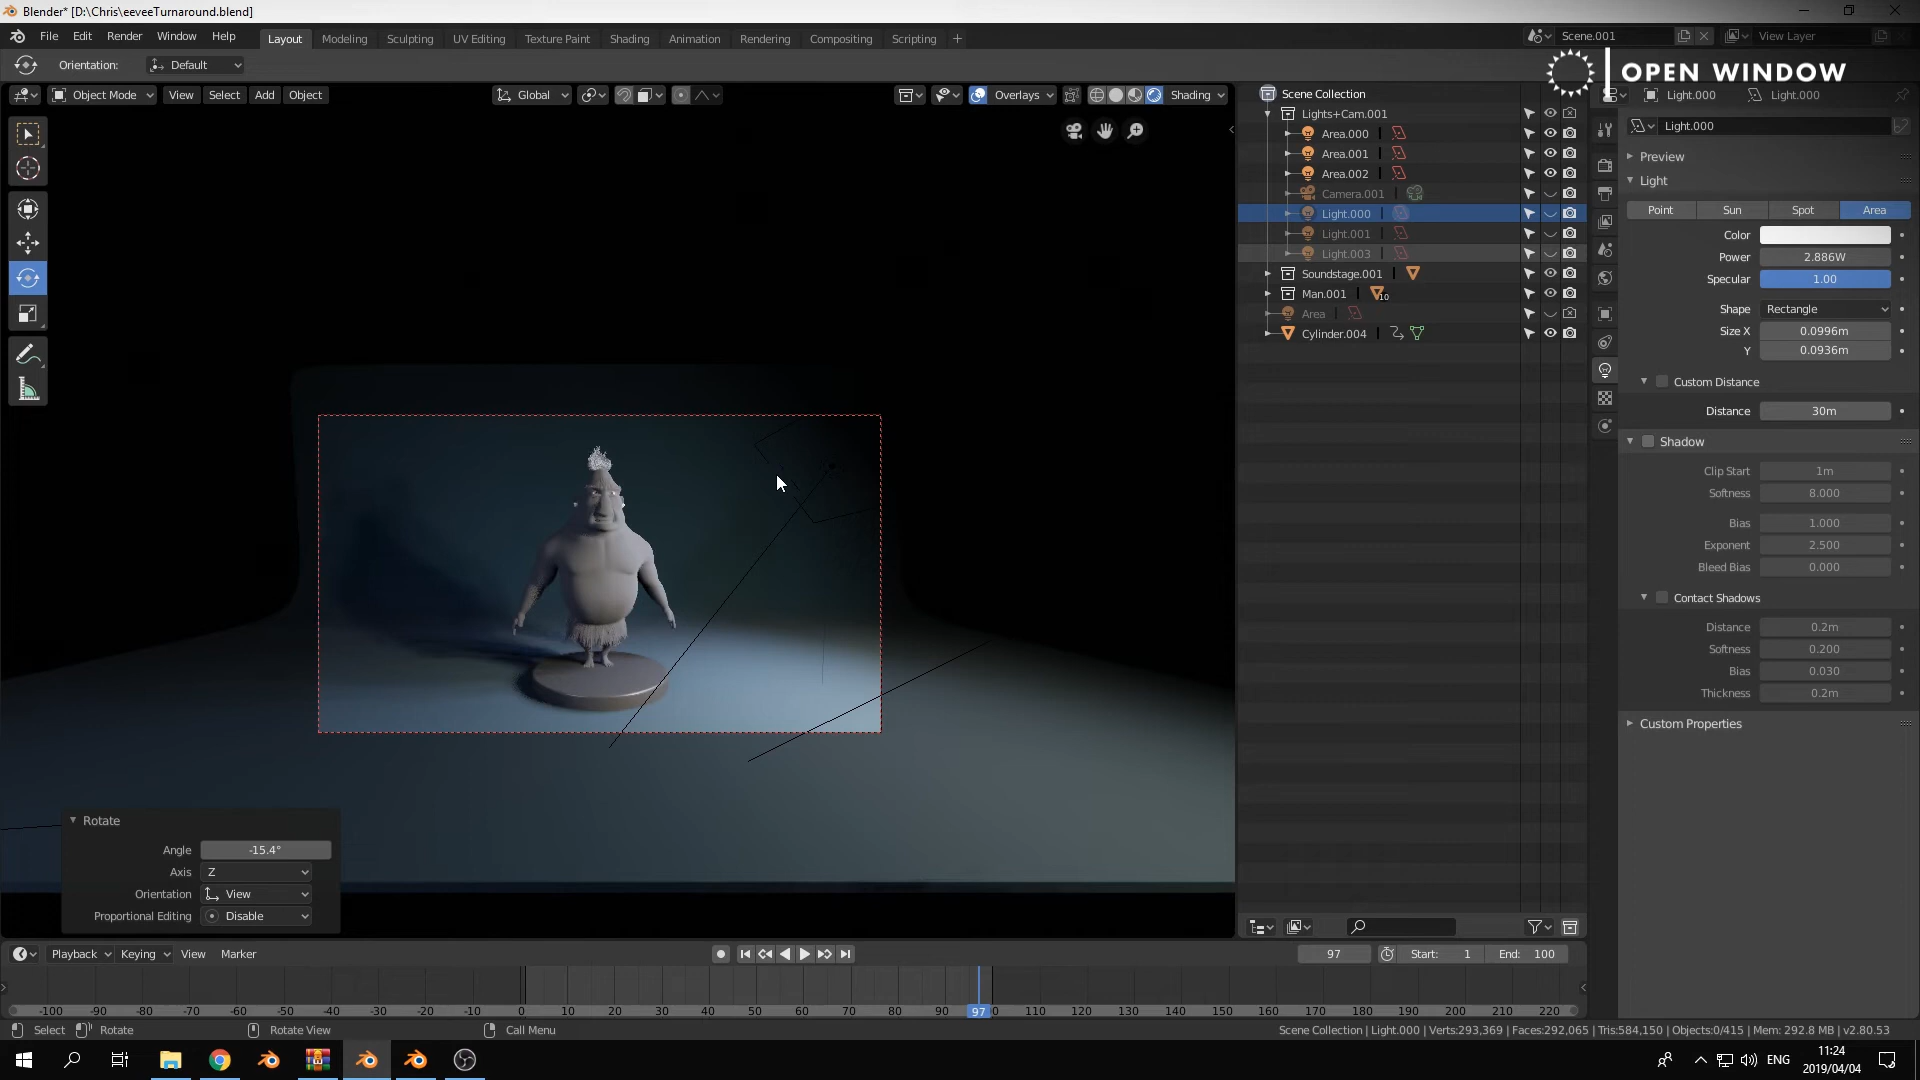 Blender* [D:\Chris\eeveeTurnaround.blend]
File Edit Render Window Help
Layout Modeling Sculpting UV Editing Texture Paint Shading Animation Rendering Compositing Scripting +
Scene.001 View Layer
Orientation: Default
OPEN WINDOW
Object Mode View Select Add Object
Global
Overlays
Shading
Scene Collection
Lights+Cam.001
Area.000
Area.001
Area.002
Camera.001
Light.000
Light.001
Light.003
Soundstage.001
Man.001 10
Area
Cylinder.004
Light.000 Light.000
Light.000
Preview
Light
Point Sun Spot Area
Color
Power 2.886W
Specular 1.00
Shape Rectangle
Size X 0.0996m
Y 0.0936m
Custom Distance
Distance 30m
Shadow
Clip Start 1m
Softness 8.000
Bias 1.000
Exponent 2.500
Bleed Bias 0.000
Contact Shadows
Distance 0.2m
Softness 0.200
Bias 0.030
Thickness 0.2m
Custom Properties
Rotate
Angle -15.4°
Axis Z
Orientation View
Proportional Editing Disable
Playback Keying View Marker
97 Start: 1 End: 100
-100 -90 -80 -70 -60 -50 -40 -30 -20 -10 0 10 20 30 40 50 60 70 80 90 97 0 110 120 130 140 150 160 170 180 190 200 210 220
Select Rotate Rotate View Call Menu
Scene Collection | Light.000 | Verts:293,369 | Faces:292,065 | Tris:584,150 | Objects:0/415 | Mem: 292.8 MB | v2.80.53
ENG
11:24
2019/04/04